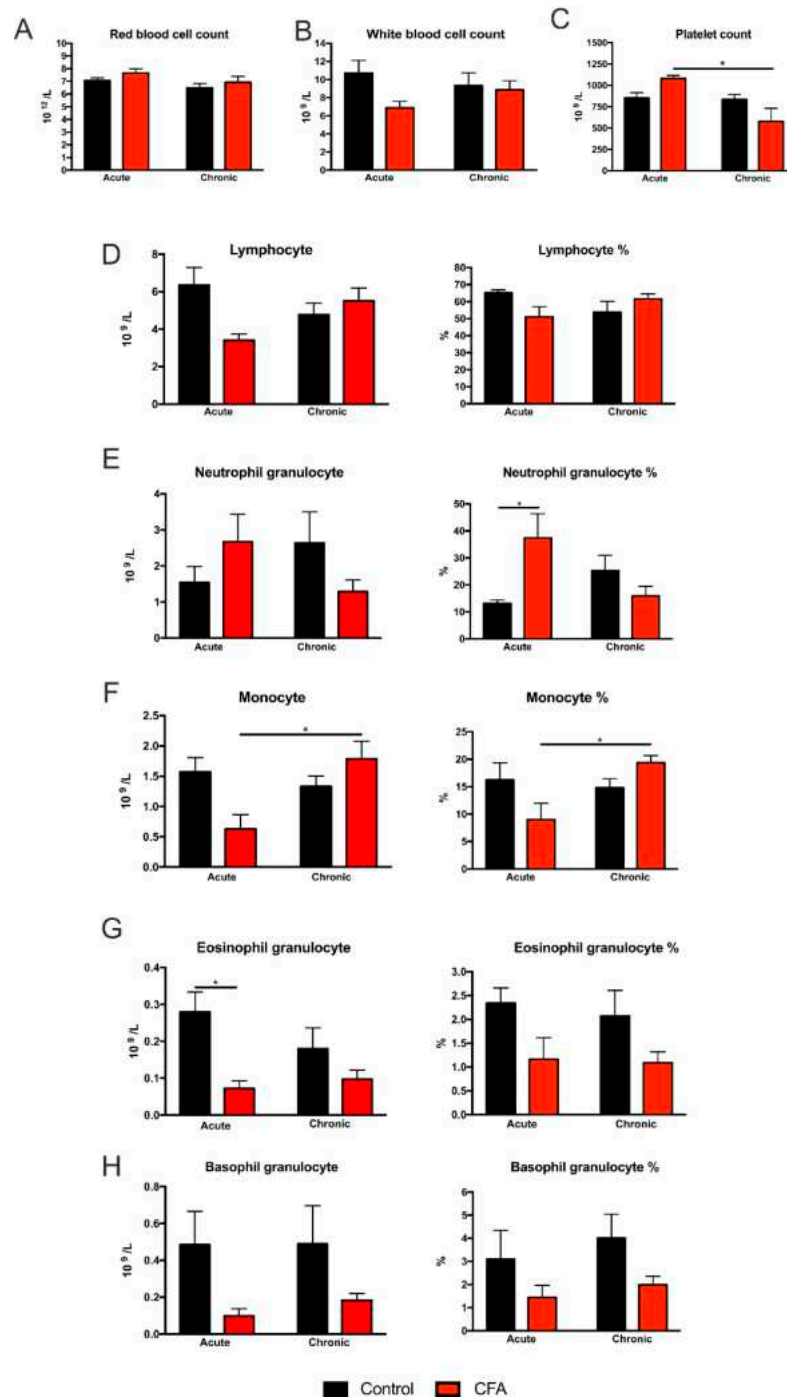 A
Red blood cell count
10 12 /L
10
9
8
7
6
5
4
3
2
1
0
Acute
Chronic
B
White blood cell count
10 9 /L
14
12
10
8
6
4
2
0
Acute
Chronic
C
Platelet count
10 9 /L
1500
1250
1000
750
500
250
0
*
Acute
Chronic
D
Lymphocyte
10 9 /L
8
6
4
2
0
Acute
Chronic
Lymphocyte %
%
80
70
60
50
40
30
20
10
0
Acute
Chronic
E
Neutrophil granulocyte
10 9 /L
4
3
2
1
0
Acute
Chronic
Neutrophil granulocyte %
%
50
40
30
20
10
0
*
Acute
Chronic
F
Monocyte
10 9 /L
2.5
2.0
1.5
1.0
0.5
0.0
*
Acute
Chronic
Monocyte %
%
25
20
15
10
5
0
*
Acute
Chronic
G
Eosinophil granulocyte
10 9 /L
0.4
0.3
0.2
0.1
0.0
*
Acute
Chronic
Eosinophil granulocyte %
%
3.0
2.5
2.0
1.5
1.0
0.5
0.0
Acute
Chronic
H
Basophil granulocyte
10 9 /L
0.8
0.6
0.4
0.2
0.0
Acute
Chronic
Basophil granulocyte %
%
6
5
4
3
2
1
0
Acute
Chronic
Control
CFA